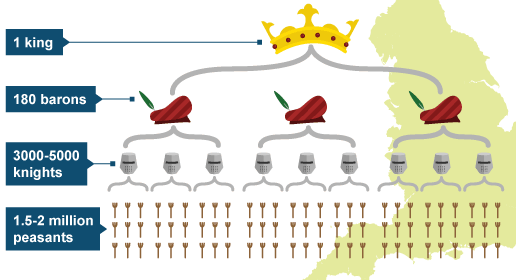 1 king
180 barons
3000-5000
knights
1.5-2 million
peasants